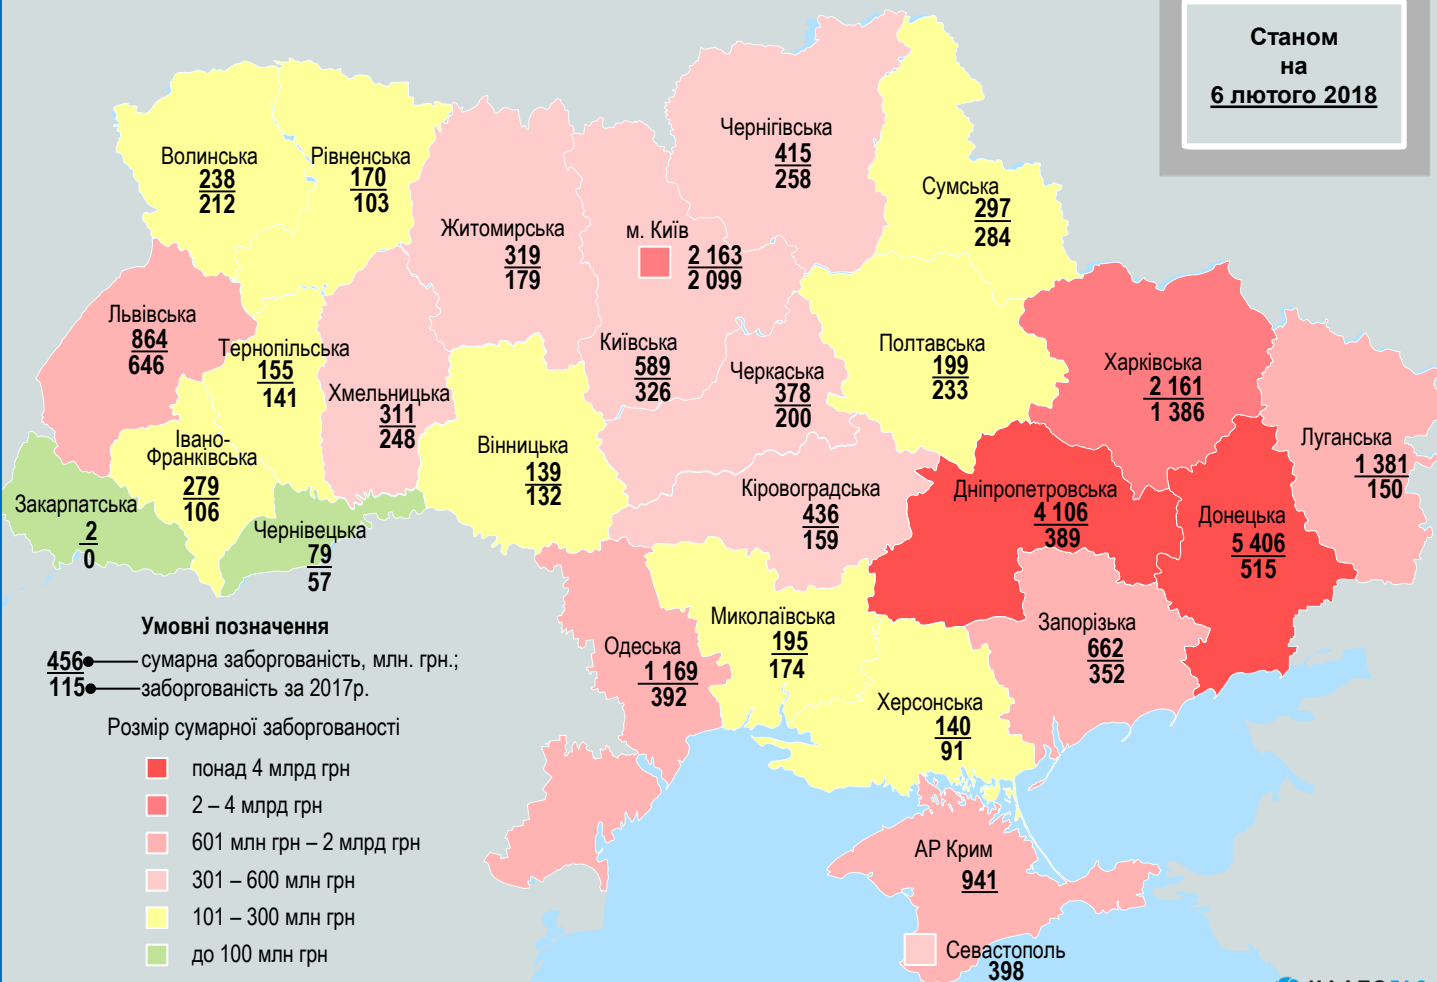 Станом
на
6 лютого 2018
Чернігівська
415
258
Волинська
238
212
Рівненська
170
103
Сумська
297
284
Житомирська
319
179
м. Київ
2 163
2 099
Львівська
864
646
Тернопільська
155
141
Хмельницька
311
248
Київська
589
326
Черкаська
378
200
Полтавська
199
233
Харківська
2 161
1 386
Луганська
1 381
150
Івано-
Франківська
279
106
Вінницька
139
132
Кіровоградська
436
159
Дніпропетровська
4 106
389
Донецька
5 406
515
Закарпатська
2
0
Чернівецька
79
57
Одеська
1 169
392
Миколаївська
195
174
Запорізька
662
352
Херсонська
140
91
АР Крим
941
Севастополь
398
Умовні позначення
456 сумарна заборгованість, млн. грн.;
115 заборгованість за 2017р.
Розмір сумарної заборгованості
понад 4 млрд грн
2 – 4 млрд грн
601 млн грн – 2 млрд грн
301 – 600 млн грн
101 – 300 млн грн
до 100 млн грн